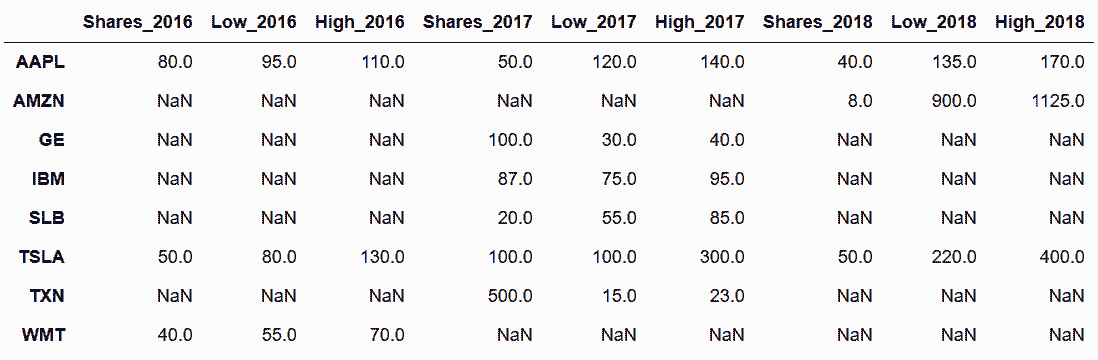 Shares_2016 Low_2016 High_2016 Shares_2017 Low_2017 High_2017 Shares_2018 Low_2018 High_2018
AAPL 80.0 95.0 110.0 50.0 120.0 140.0 40.0 135.0 170.0
AMZN NaN NaN NaN NaN NaN NaN 8.0 900.0 1125.0
GE NaN NaN NaN 100.0 30.0 40.0 NaN NaN NaN
IBM NaN NaN NaN 87.0 75.0 95.0 NaN NaN NaN
SLB NaN NaN NaN 20.0 55.0 85.0 NaN NaN NaN
TSLA 50.0 80.0 130.0 100.0 100.0 300.0 50.0 220.0 400.0
TXN NaN NaN NaN 500.0 15.0 23.0 NaN NaN NaN
WMT 40.0 55.0 70.0 NaN NaN NaN NaN NaN NaN